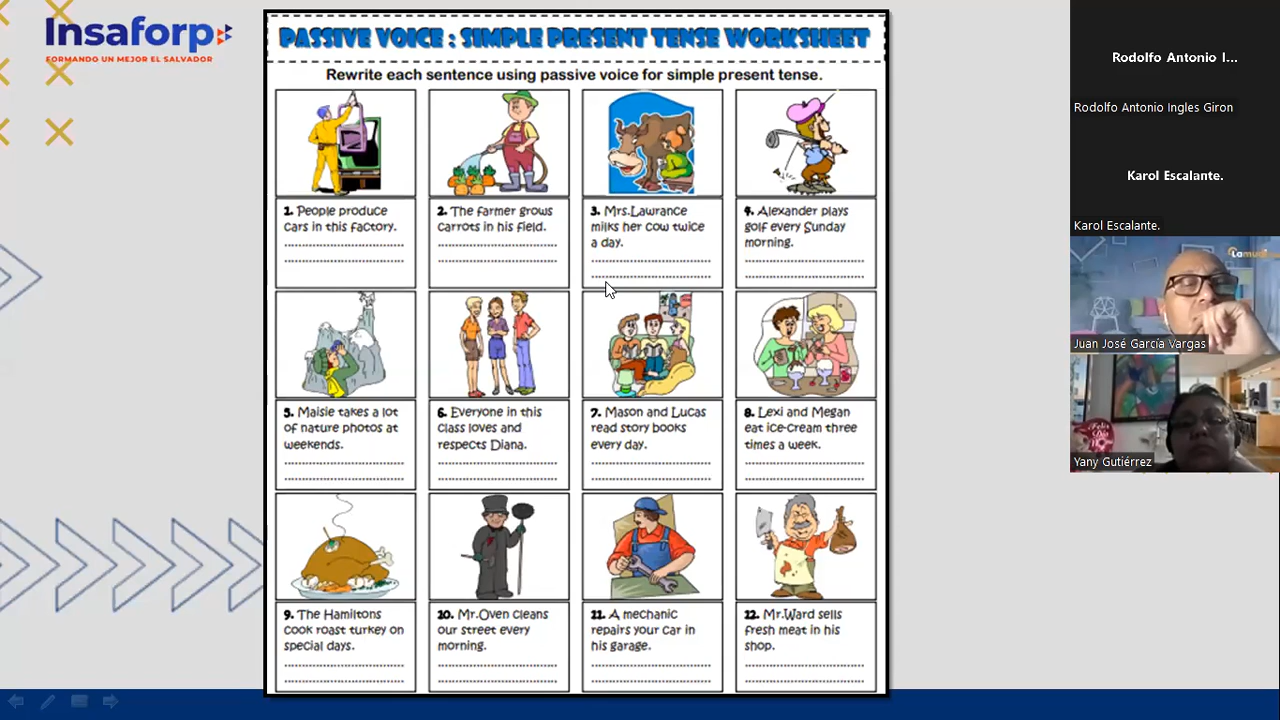 Insaforp
FORMANDO UN MEJOR EL SALVADOR
PASSIVE VOICE : SIMPLE PRESENT TENSE WORKSHEET
Rewrite each sentence using passive voice for simple present tense.
1. People produce
cars in this factory.
2. The farmer grows
carrots in his field.
3. Mrs.Lawrance
milks her cow twice
a day.
4. Alexander plays
golf every Sunday
morning.
5. Maisie takes a lot
of nature photos at
weekends.
6. Everyone in this
class loves and
respects Diana.
7. Mason and Lucas
read story books
every day.
8. Lexi and Megan
eat ice-cream three
times a week.
9. The Hamiltons
cook roast turkey on
special days.
10. Mr.Oven cleans
our street every
morning.
11. A mechanic
repairs your car in
his garage.
12. Mr.Ward sells
fresh meat in his
shop.
Rodolfo Antonio I...
Rodolfo Antonio Ingles Giron
Karol Escalante.
Karol Escalante.
Juan José García Vargas
Yany Gutiérrez